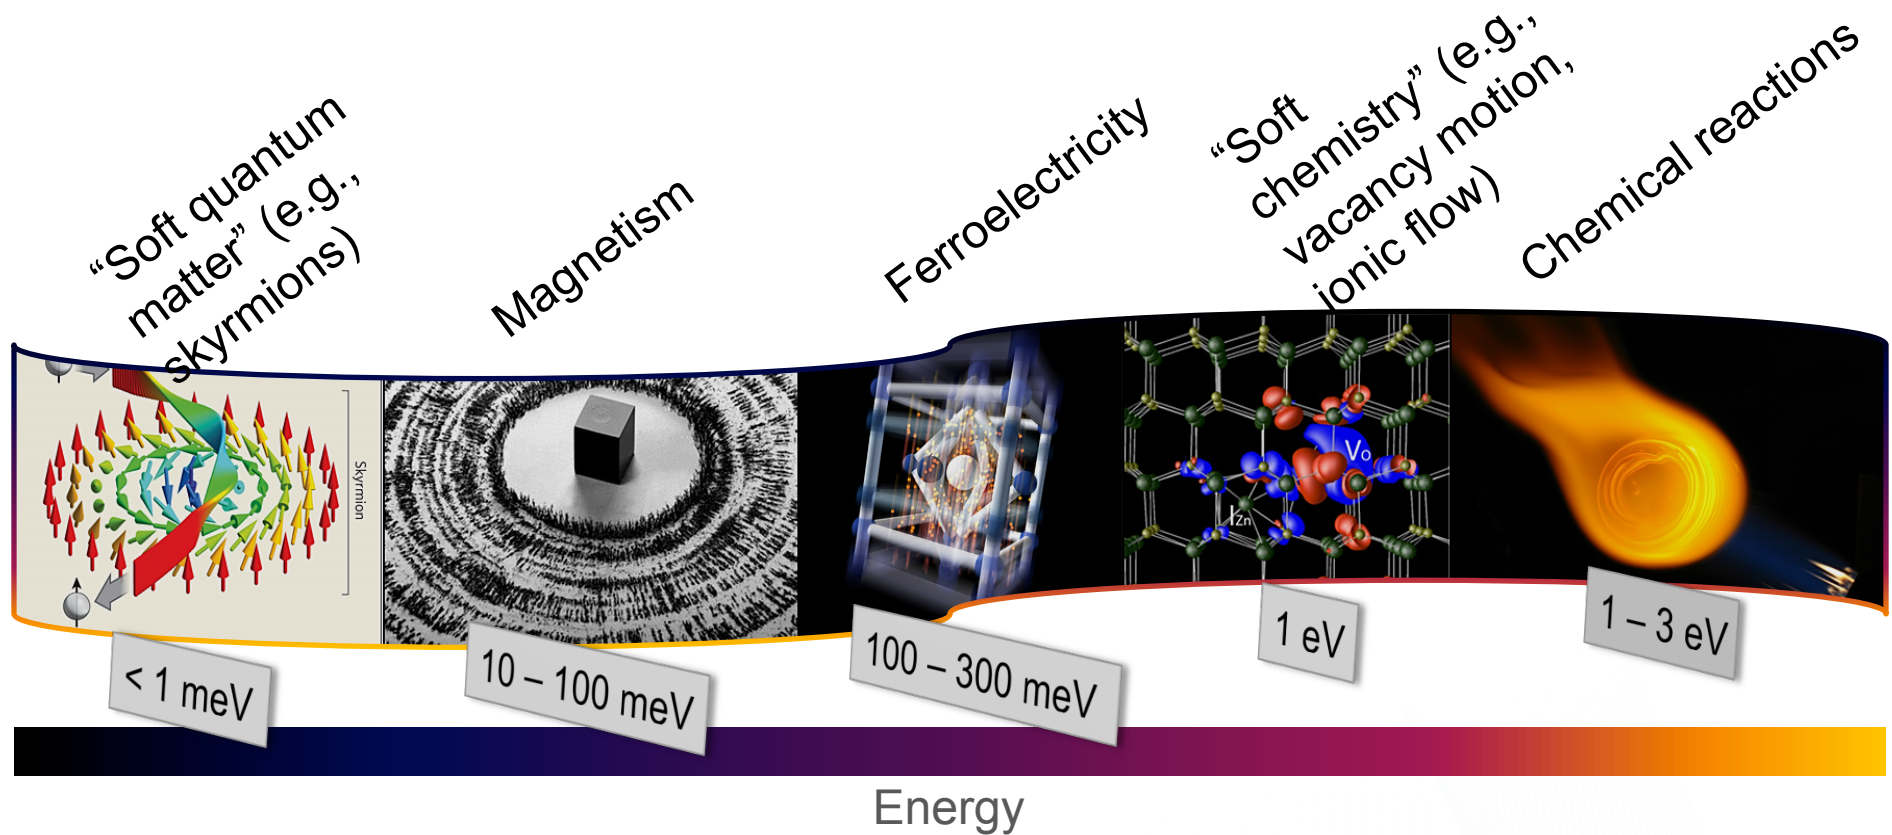 “Soft quantum
matter” (e.g.,
skyrmions)
Magnetism
Ferroelectricity
“Soft
chemistry” (e.g.,
vacancy motion,
ionic flow)
Chemical reactions
Skyrmion
Vo
IZn
< 1 meV
10 – 100 meV
100 – 300 meV
1 eV
1 – 3 eV
Energy